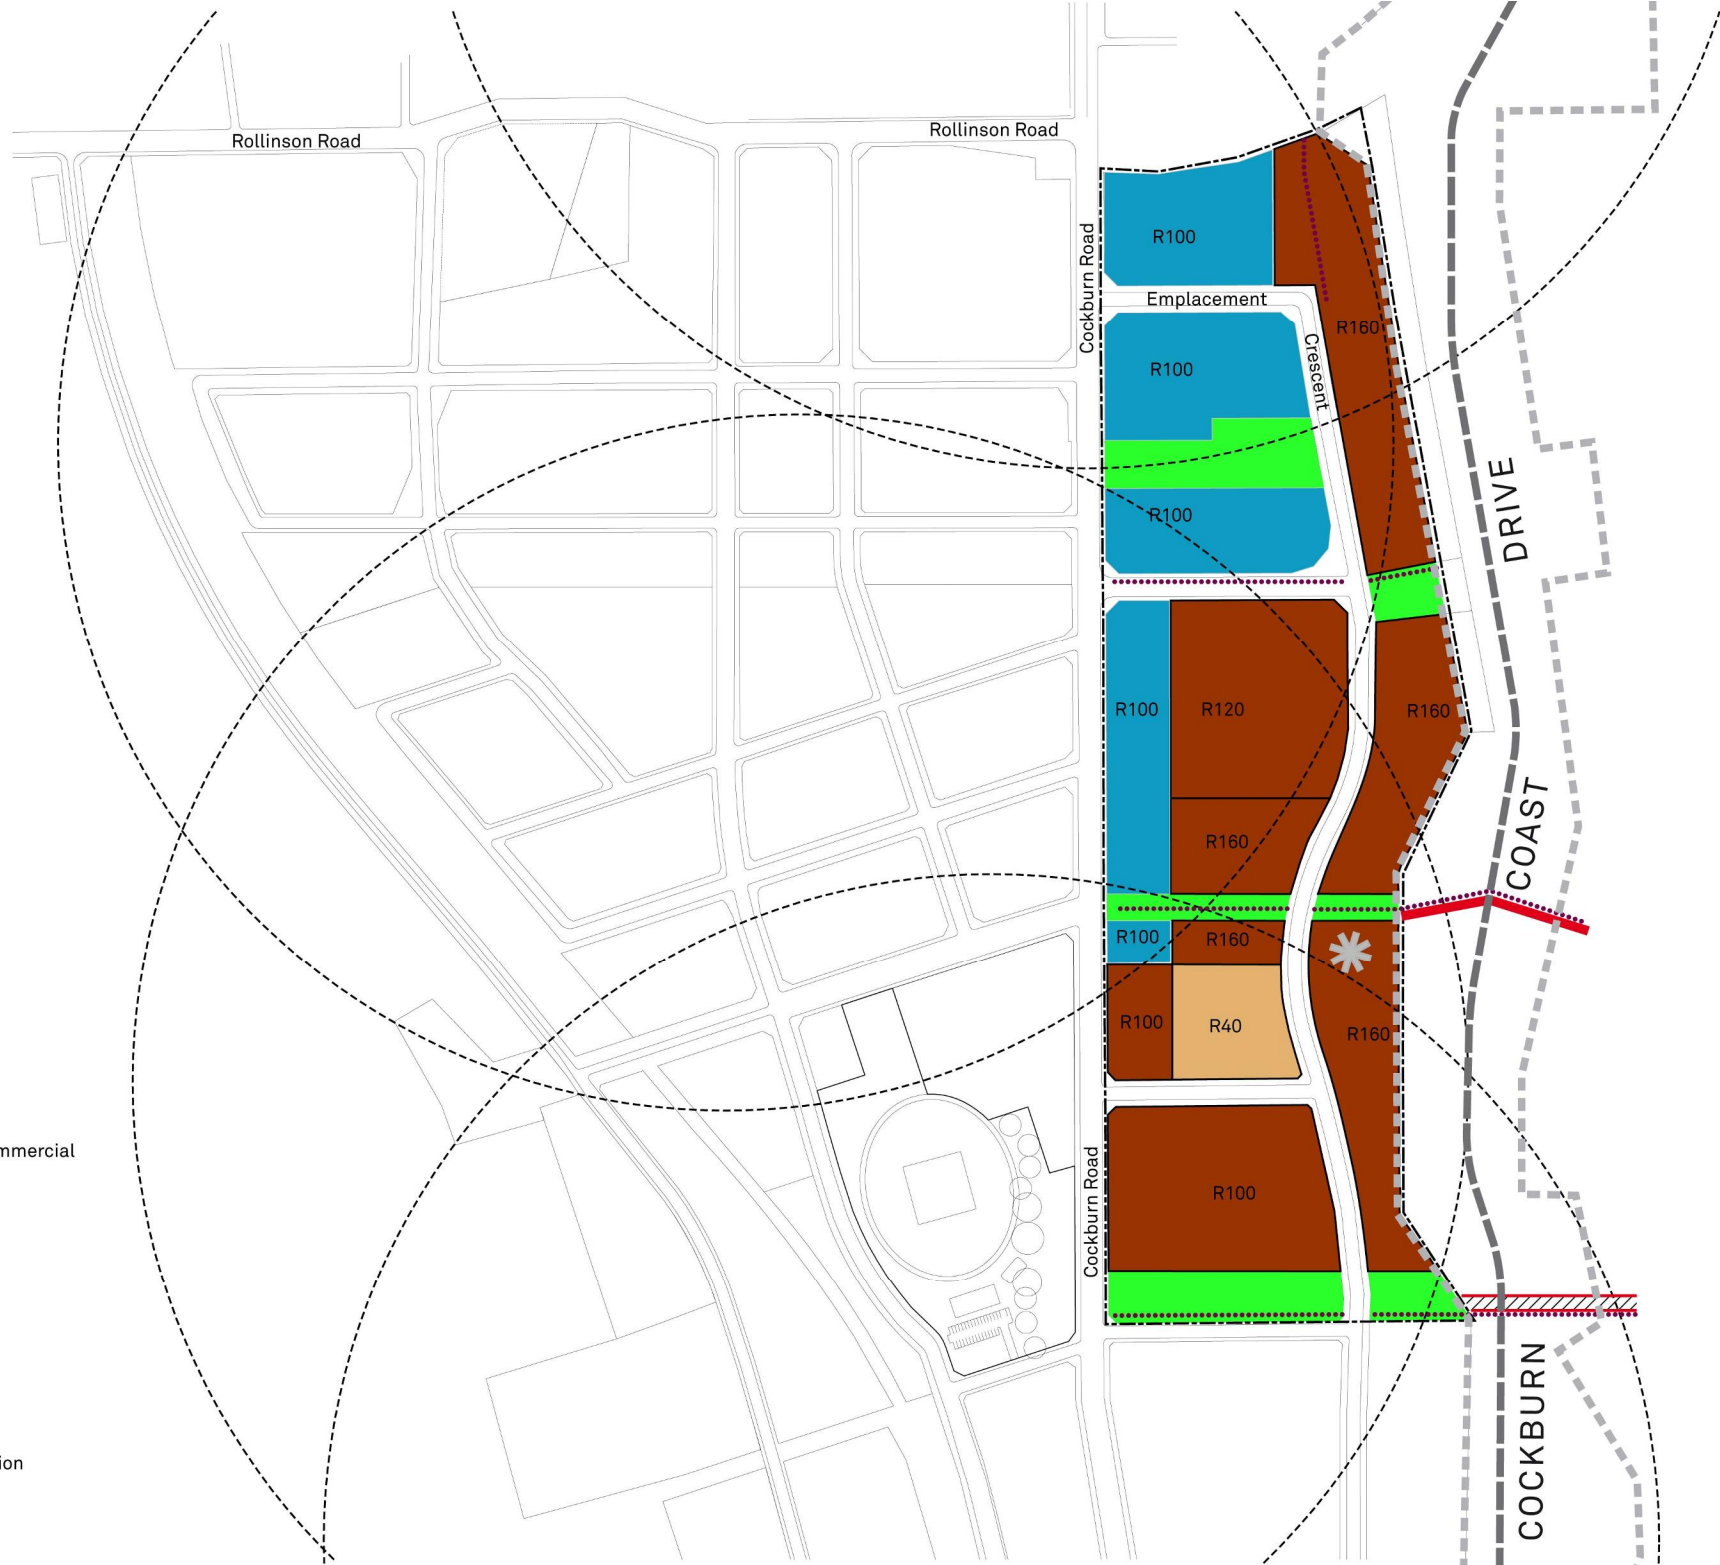 Rollinson Road
Rollinson Road
Cockburn Road
R100
Emplacement
Crescent
R160
R100
R100
DRIVE
R100
R120
R160
R160
COAST
R100
R160
R100
R40
R160
mmercial
R100
Cockburn Road
COCKBURN
ion